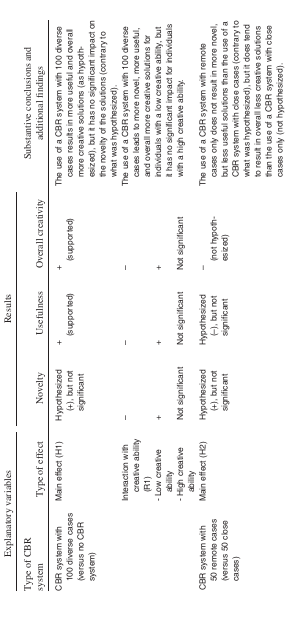 Explanatory variables
Results
Type of CBR
system
Type of effect
Novelty
Usefulness
Overall creativity
Substantive conclusions and
additional findings
CBR system with
100 diverse cases
(versus no CBR
system)
Main effect (H1)
Hypothesized
(+), but not
significant
+
(supported)
+
(supported)
The use of a CBR system with 100 diverse
cases results in more useful and overall
more creative solutions (as hypoth-
esized), but it has no significant impact on
the novelty of the solutions (contrary to
what was hypothesized).
Interaction with
creative ability
(R1)
–
–
–
The use of a CBR system with 100 diverse
cases leads to more novel, more useful,
and overall more creative solutions for
individuals with a low creative ability, but
it has no significant impact for individuals
with a high creative ability.
- Low creative
ability
+
+
+
- High creative
ability
Not significant
Not significant
Not significant
CBR system with
50 remote cases
(versus 50 close
cases)
Main effect (H2)
Hypothesized
(+), but not
significant
Hypothesized
(–), but not
significant
–
(not hypoth-
esized)
The use of a CBR system with remote
cases only does not result in more novel,
but less useful solutions than the use of a
CBR system with close cases (contrary to
what was hypothesized), but it does tend
to result in overall less creative solutions
than the use of a CBR system with close
cases only (not hypothesized).